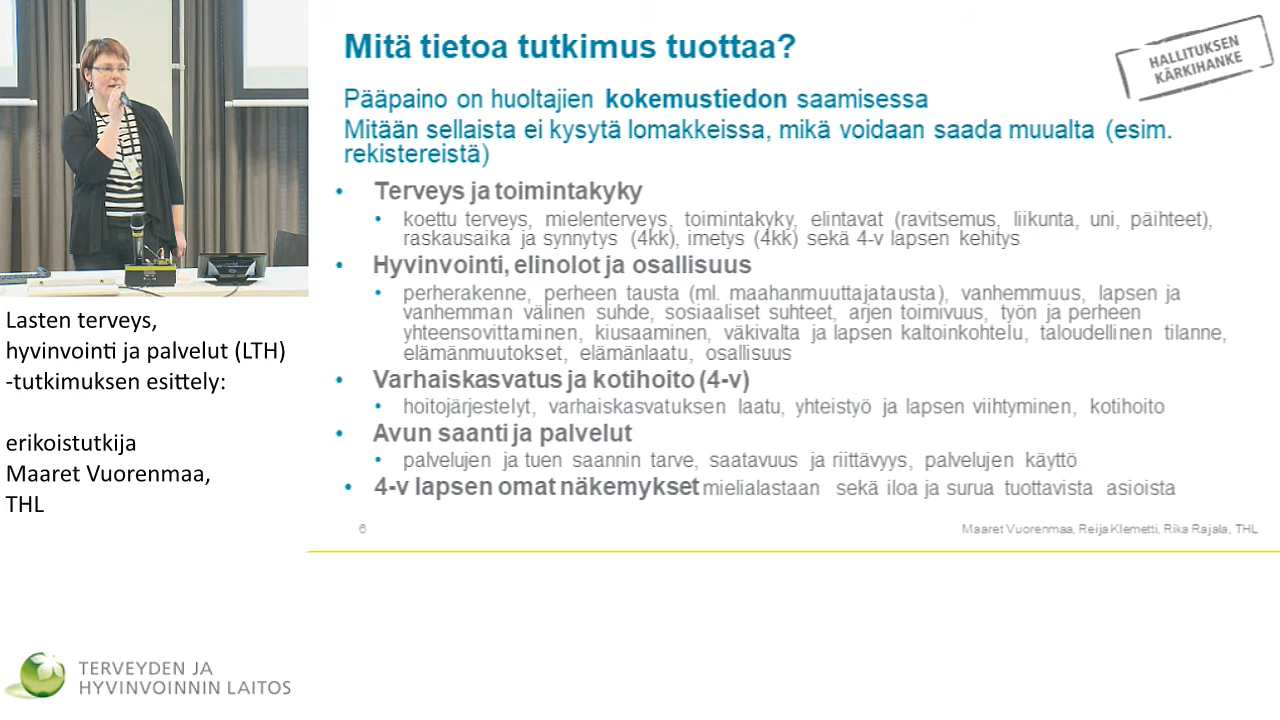 Mitä tietoa tutkimus tuottaa?
HALLITUKSEN
KÄRKIHANKE
Pääpaino on huoltajien kokemustiedon saamisessa
Mitään sellaista ei kysytä lomakkeissa, mikä voidaan saada muualta (esim.
rekistereistä)
• Terveys ja toimintakyky
• koettu terveys, mielenterveys, toimintakyky, elintavat (ravitsemus, liikunta, uni, päihteet),
raskausaika ja synnytys (4kk), imetys (4kk) sekä 4-v lapsen kehitys
• Hyvinvointi, elinolot ja osallisuus
• perherakenne, perheen tausta (ml. maahanmuuttajatausta), vanhemmuus, lapsen ja
vanhemman välinen suhde, sosiaaliset suhteet, arjen toimivuus, työn ja perheen
yhteensovittaminen, kiusaaminen, väkivalta ja lapsen kaltoinkohtelu, taloudellinen tilanne,
elämänmuutokset, elämänlaatu, osallisuus
• Varhaiskasvatus ja kotihoito (4-v)
• hoitojärjestelyt, varhaiskasvatuksen laatu, yhteistyö ja lapsen viihtyminen, kotihoito
• Avun saanti ja palvelut
• palvelujen ja tuen saannin tarve, saatavuus ja riittävyys, palvelujen käyttö
• 4-v lapsen omat näkemykset mielialastaan sekä iloa ja surua tuottavista asioista
6
Maaret Vuorenmaa, Reija Klemetti, Rika Rajala, THL
Lasten terveys,
hyvinvointi ja palvelut (LTH)
-tutkimuksen esittely:
erikoistutkija
Maaret Vuorenmaa,
THL
TERVEYDEN JA
HYVINVOINNIN LAITOS